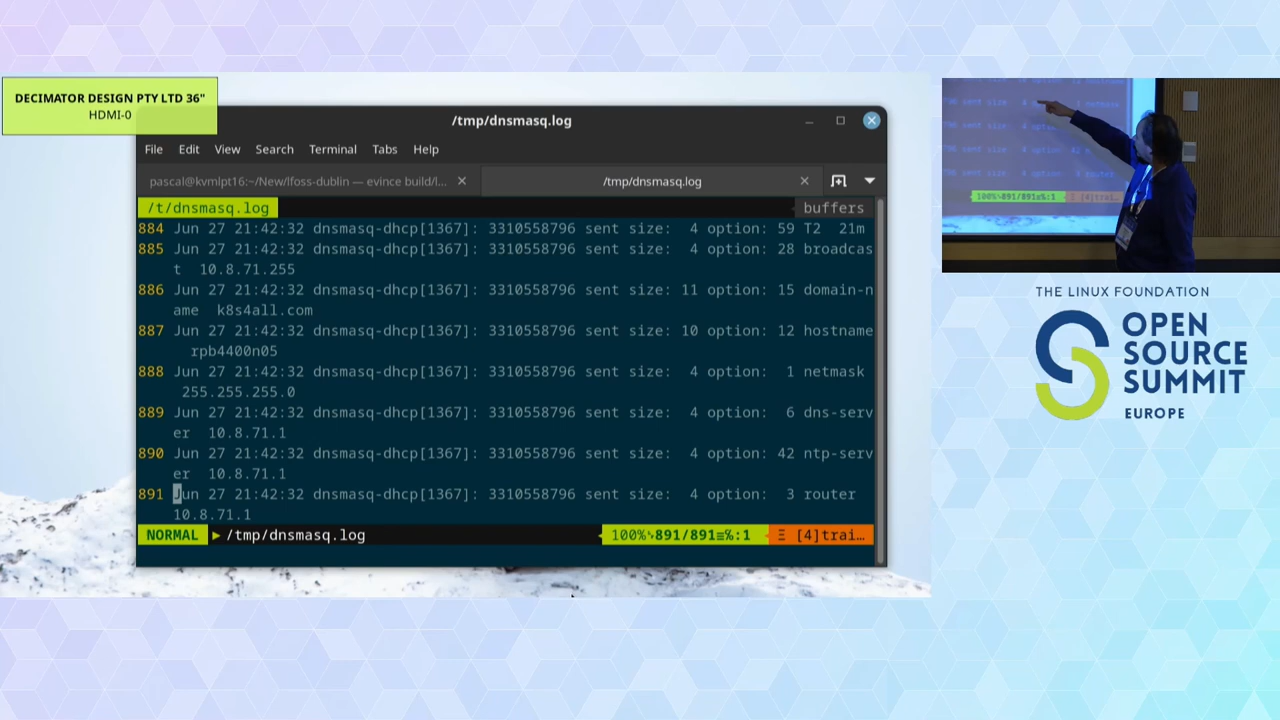 DECIMATOR DESIGN PTY LTD 36"
HDMI-0
/tmp/dnsmasq.log
File Edit View Search Terminal Tabs Help
pascal@kvmlpt16:~/New/lfoss-dublin — evince build/l...
/tmp/dnsmasq.log
/t/dnsmasq.log
buffers
884 Jun 27 21:42:32 dnsmasq-dhcp[1367]: 3310558796 sent size:  4 option: 59 T2  21m
885 Jun 27 21:42:32 dnsmasq-dhcp[1367]: 3310558796 sent size:  4 option: 28 broadcas
t  10.8.71.255
886 Jun 27 21:42:32 dnsmasq-dhcp[1367]: 3310558796 sent size: 11 option: 15 domain-n
ame  k8s4all.com
887 Jun 27 21:42:32 dnsmasq-dhcp[1367]: 3310558796 sent size: 10 option: 12 hostname
rpb4400n05
888 Jun 27 21:42:32 dnsmasq-dhcp[1367]: 3310558796 sent size:  4 option:  1 netmask
255.255.255.0
889 Jun 27 21:42:32 dnsmasq-dhcp[1367]: 3310558796 sent size:  4 option:  6 dns-serv
er  10.8.71.1
890 Jun 27 21:42:32 dnsmasq-dhcp[1367]: 3310558796 sent size:  4 option: 42 ntp-serv
er  10.8.71.1
891 Jun 27 21:42:32 dnsmasq-dhcp[1367]: 3310558796 sent size:  4 option:  3 router
10.8.71.1
NORMAL /tmp/dnsmasq.log
100% 891/891 ℅:1 Ξ [4]trai…
THE LINUX FOUNDATION
OPEN
SOURCE
SUMMIT
EUROPE